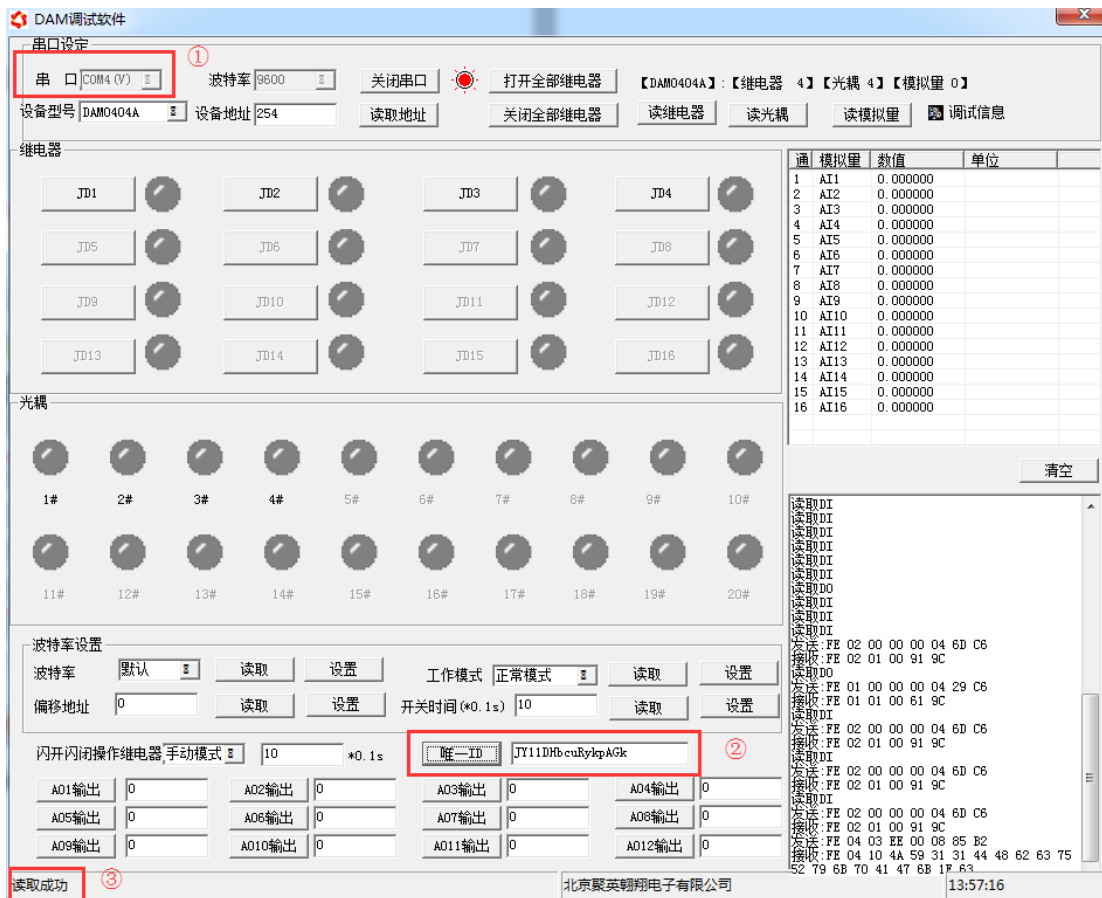 DAM调试软件
串口设定
①
串 口 COM4 (V) 波特率 9600 关闭串口 打开全部继电器 【DAM0404A】:【继电器 4】【光耦 4】【模拟量 0】
设备型号 DAM0404A 设备地址 254 读取地址 关闭全部继电器 读继电器 读光耦 读模拟量 调试信息
继电器
JD1 JD2 JD3 JD4
JD5 JD6 JD7 JD8
JD9 JD10 JD11 JD12
JD13 JD14 JD15 JD16
通 模拟量 数值 单位
1 AI1 0.000000
2 AI2 0.000000
3 AI3 0.000000
4 AI4 0.000000
5 AI5 0.000000
6 AI6 0.000000
7 AI7 0.000000
8 AI8 0.000000
9 AI9 0.000000
10 AI10 0.000000
11 AI11 0.000000
12 AI12 0.000000
13 AI13 0.000000
14 AI14 0.000000
15 AI15 0.000000
16 AI16 0.000000
光耦
1# 2# 3# 4# 5# 6# 7# 8# 9# 10#
11# 12# 13# 14# 15# 16# 17# 18# 19# 20#
清空
读取DI
读取DI
读取DI
读取DI
读取DI
读取DI
读取DO
读取DI
读取DI
读取DI
发送:FE 02 00 00 00 04 6D C6
接收:FE 02 01 00 91 9C
读取DO
发送:FE 01 00 00 00 04 29 C6
接收:FE 01 01 00 61 9C
读取DI
发送:FE 02 00 00 00 04 6D C6
接收:FE 02 01 00 91 9C
读取DI
发送:FE 02 00 00 00 04 6D C6
接收:FE 02 01 00 91 9C
读取DI
发送:FE 02 00 00 00 04 6D C6
接收:FE 02 01 00 91 9C
发送:FE 04 03 EE 00 08 85 B2
接收:FE 04 10 4A 59 31 31 44 48 62 63 75
52 79 6B 70 41 47 6B 1F 63
波特率设置
波特率 默认 读取 设置 工作模式 正常模式 读取 设置
偏移地址 0 读取 设置 开关时间(*0.1s) 10 读取 设置
闪开闪闭操作继电器 手动模式 10 *0.1s 唯一ID JY11DHbcuRykpAGk ②
AO1输出 0 AO2输出 0 AO3输出 0 AO4输出 0
AO5输出 0 AO6输出 0 AO7输出 0 AO8输出 0
AO9输出 0 AO10输出 0 AO11输出 0 AO12输出 0
读取成功 ③ 北京聚英翱翔电子有限公司 13:57:16